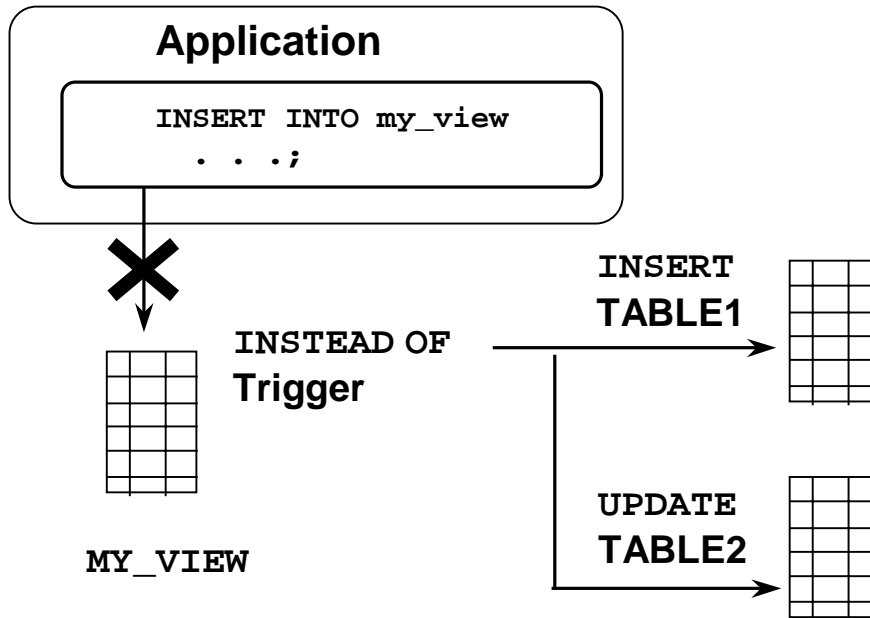 Application
INSERT INTO my_view
. . .;
INSERT
TABLE1
INSTEAD OF
Trigger
UPDATE
TABLE2
MY_VIEW